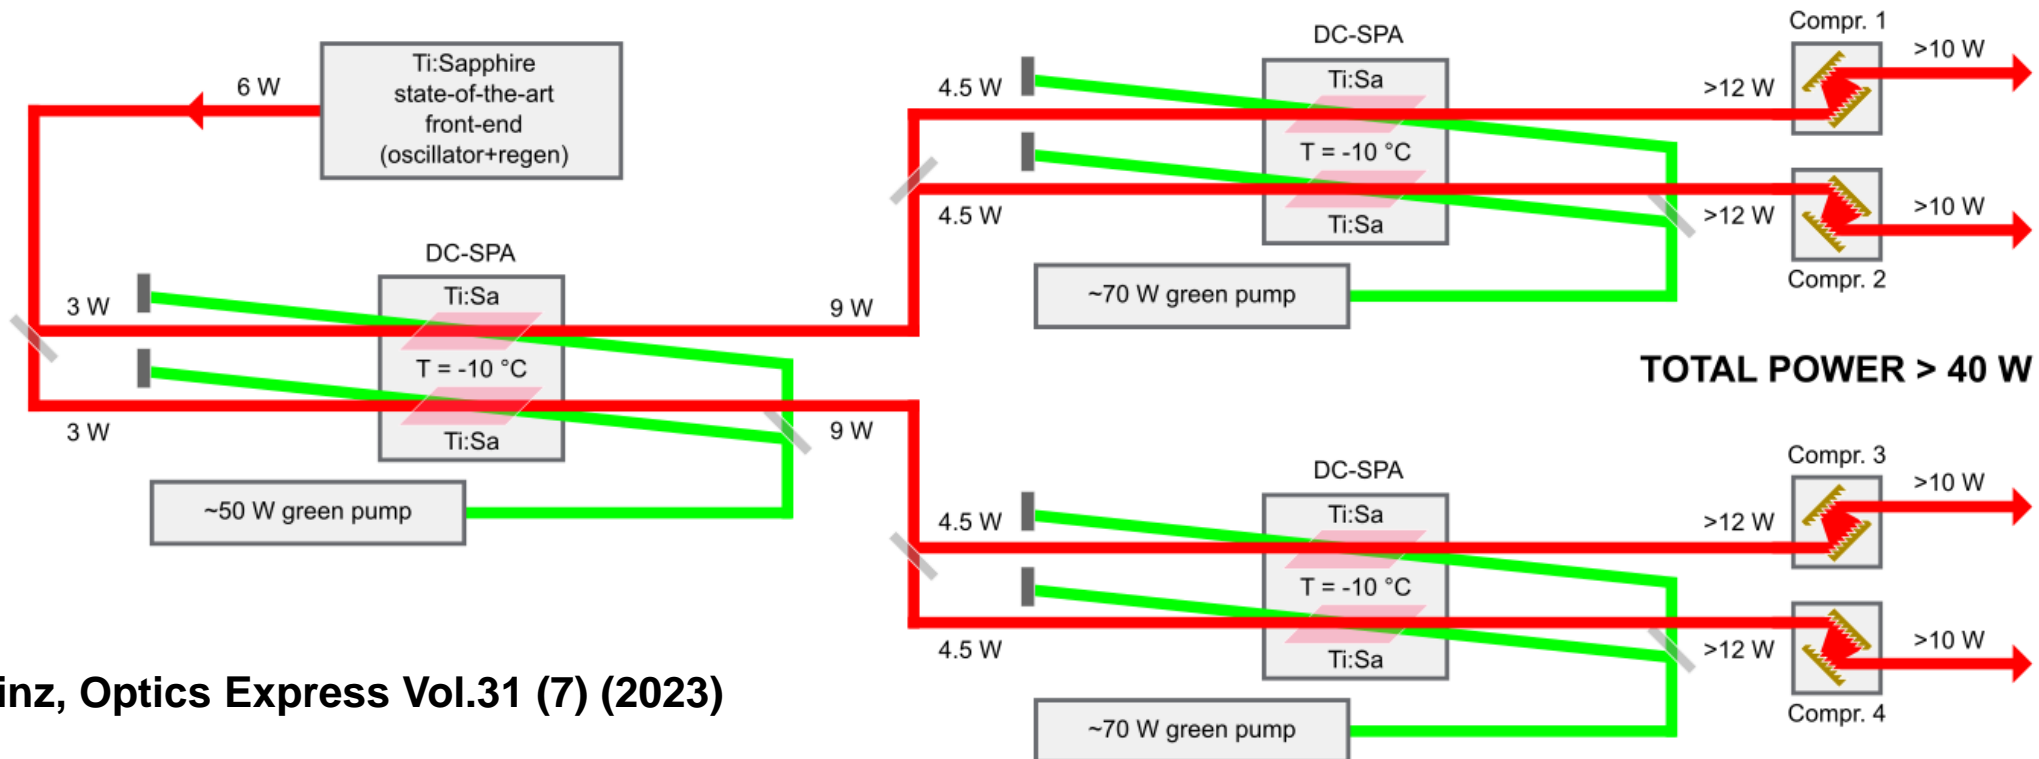 Ti:Sapphire
state-of-the-art
front-end
(oscillator+regen)
6 W
DC-SPA
3 W
Ti:Sa
T = -10 °C
Ti:Sa
3 W
9 W
9 W
~50 W green pump
DC-SPA
4.5 W
Ti:Sa
T = -10 °C
Ti:Sa
4.5 W
>12 W
>12 W
~70 W green pump
Compr. 1
>10 W
>10 W
Compr. 2
TOTAL POWER > 40 W
DC-SPA
4.5 W
Ti:Sa
T = -10 °C
Ti:Sa
4.5 W
>12 W
>12 W
~70 W green pump
Compr. 3
>10 W
>10 W
Compr. 4
Optics Express Vol.31 (7) (2023)